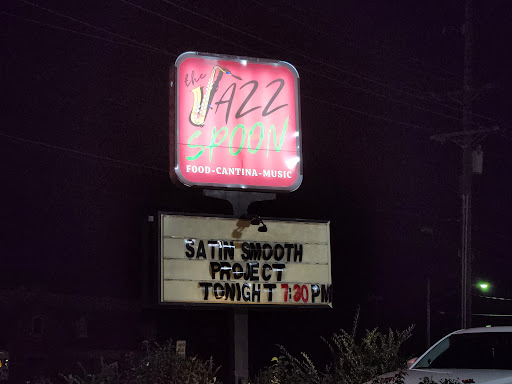 the
JAZZ
SPOON
FOOD-CANTINA-MUSIC
SATIN SMOOTH
PROJECT
TONIGHT 7:30PM